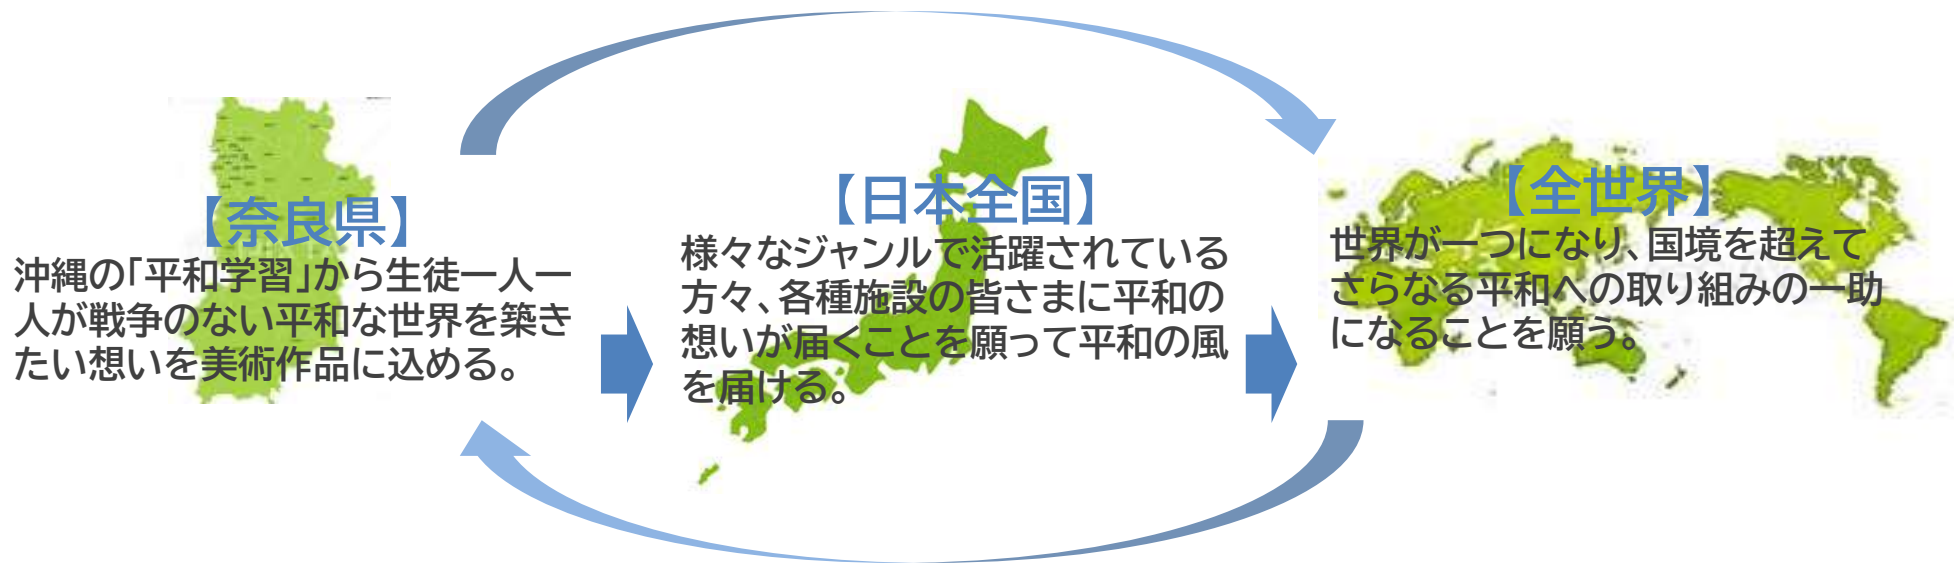 【奈良県】
沖縄の「平和学習」から生徒一人一
人が戦争のない平和な世界を築き
たい想いを美術作品に込める。
【日本全国】
様々なジャンルで活躍されている
方々、各種施設の皆さまに平和の
想いが届くことを願って平和の風
を届ける。
【全世界】
世界が一つになり、国境を超えて
さらなる平和への取り組みの一助
になることを願う。